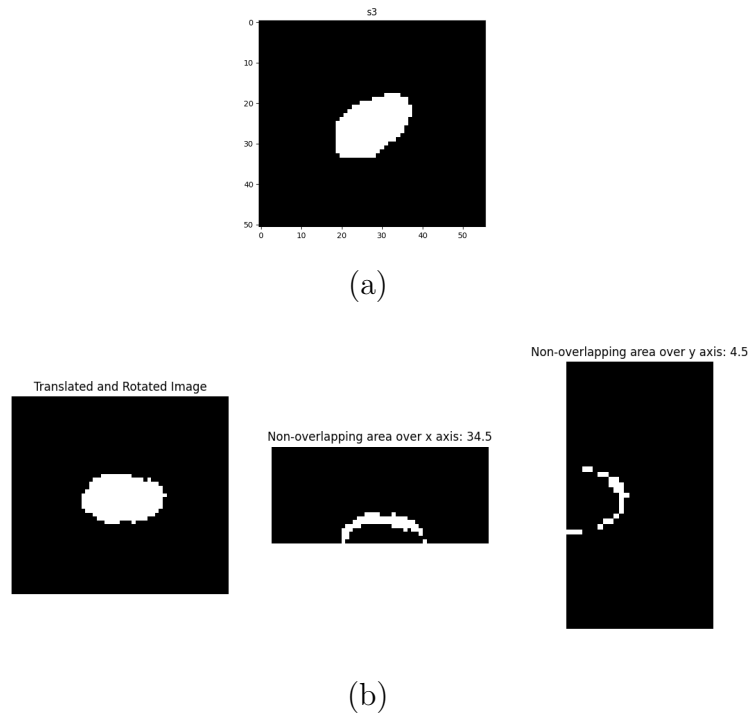 s3
0
10
20
30
40
50
0 10 20 30 40 50
(a)
Non-overlapping area over y axis: 4.5
Translated and Rotated Image
Non-overlapping area over x axis: 34.5
(b)